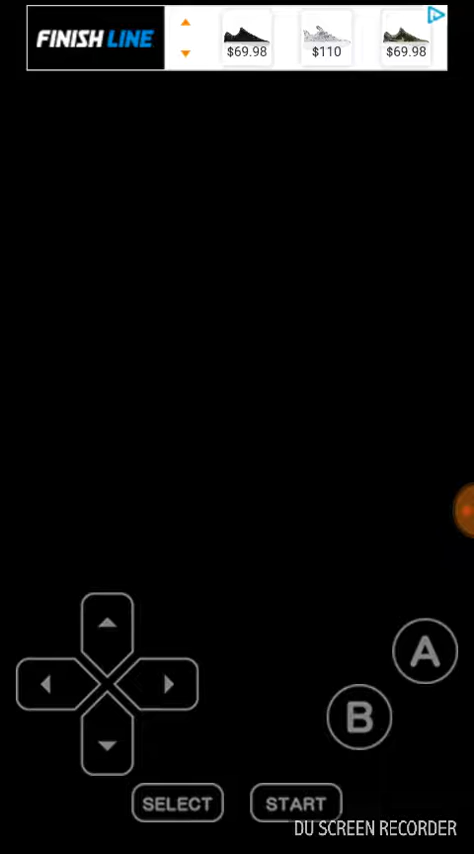 FINISH LINE
$69.98
$110
$69.98
A
B
SELECT
START
DU SCREEN RECORDER